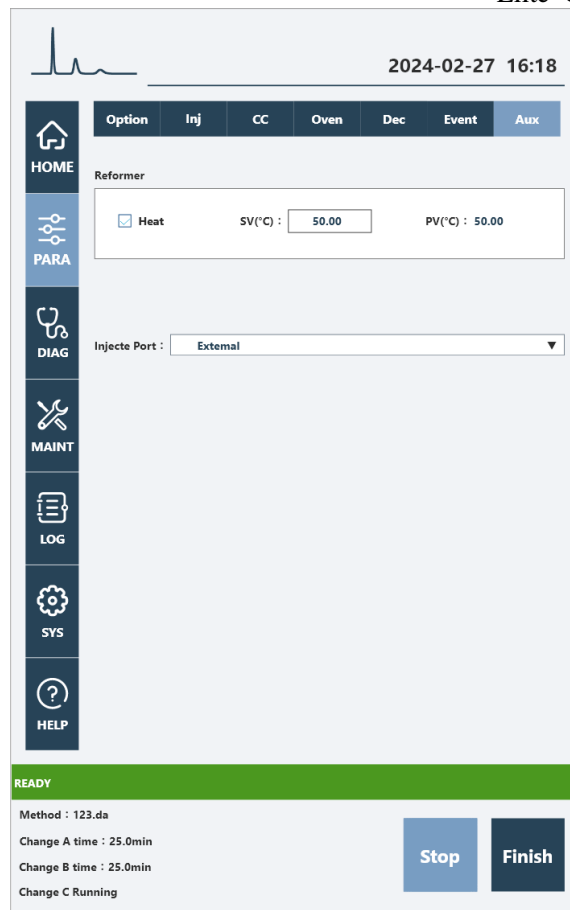 2024-02-27 16:18
Option Inj CC Oven Dec Event Aux
HOME
Reformer
Heat SV(°C)： 50.00 PV(°C)：50.00
PARA
Injecte Port： Extemal ▼
DIAG
MAINT
LOG
SYS
HELP
READY
Method：123.da
Change A time：25.0min
Change B time：25.0min
Change C Running
Stop Finish